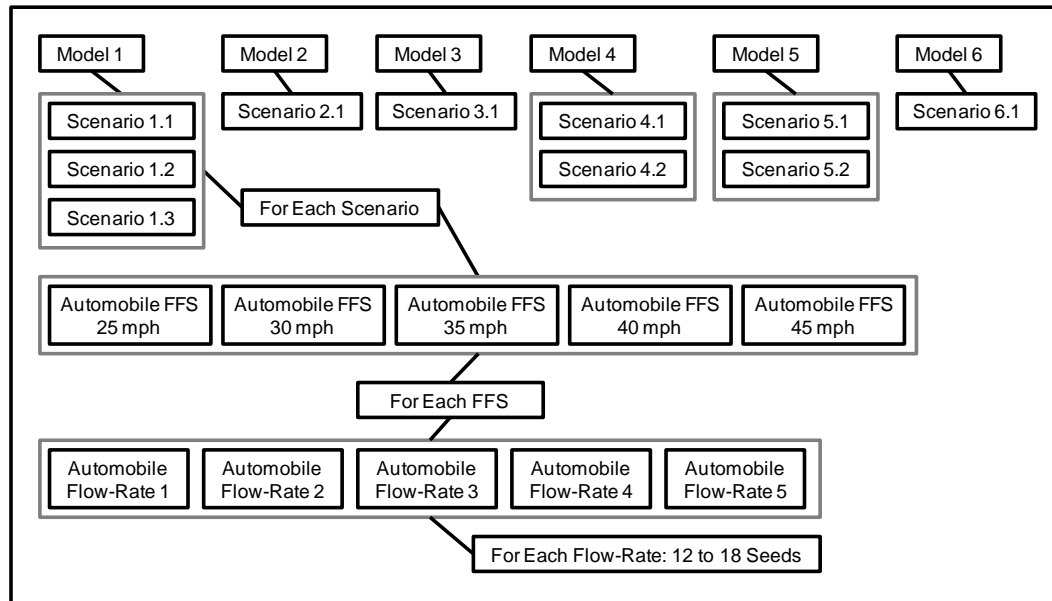 Model 1
Model 2
Model 3
Model 4
Model 5
Model 6
Scenario 1.1
Scenario 1.2
Scenario 1.3
Scenario 2.1
Scenario 3.1
Scenario 4.1
Scenario 4.2
Scenario 5.1
Scenario 5.2
Scenario 6.1
For Each Scenario
Automobile FFS
25 mph
Automobile FFS
30 mph
Automobile FFS
35 mph
Automobile FFS
40 mph
Automobile FFS
45 mph
For Each FFS
Automobile
Flow-Rate 1
Automobile
Flow-Rate 2
Automobile
Flow-Rate 3
Automobile
Flow-Rate 4
Automobile
Flow-Rate 5
For Each Flow-Rate: 12 to 18 Seeds